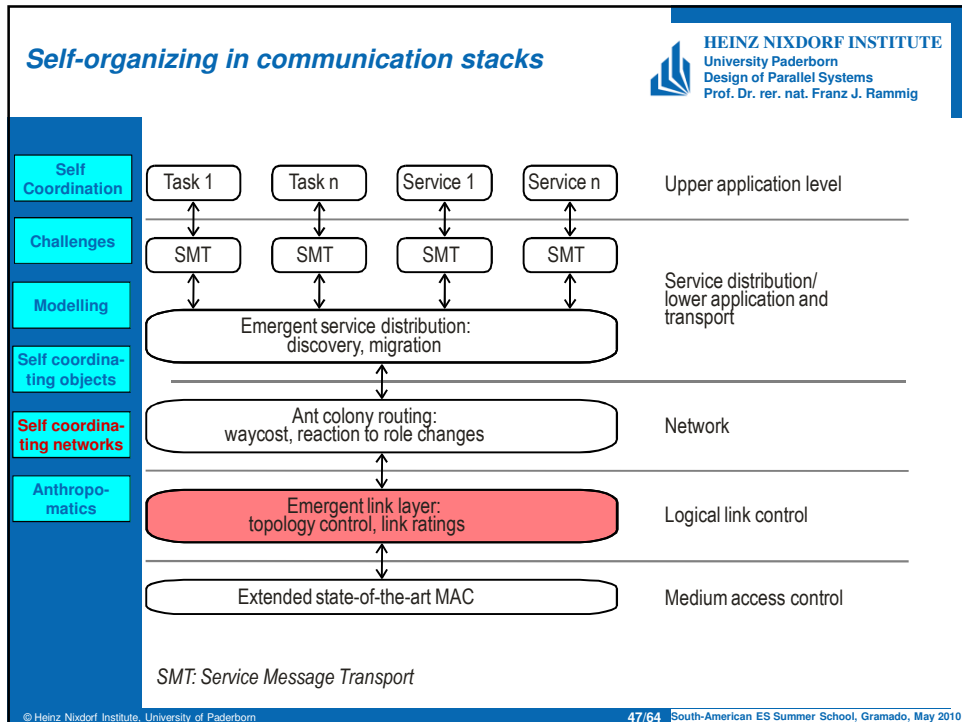 Self-organizing in communication stacks
HEINZ NIXDORF INSTITUTE
University Paderborn
Design of Parallel Systems
Prof. Dr. rer. nat. Franz J. Rammig
Self
Coordination
Challenges
Modelling
Self coordina-
ting objects
Self coordina-
ting networks
Anthropo-
matics
Task 1
Task n
Service 1
Service n
Upper application level
SMT
SMT
SMT
SMT
Service distribution/
lower application and
transport
Emergent service distribution:
discovery, migration
Ant colony routing:
waycost, reaction to role changes
Network
Emergent link layer:
topology control, link ratings
Logical link control
Extended state-of-the-art MAC
Medium access control
SMT: Service Message Transport
© Heinz Nixdorf Institute, University of Paderborn
47/64
South-American ES Summer School, Gramado, May 2010